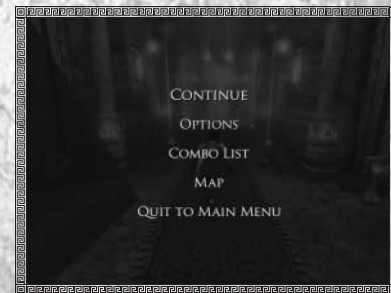 Continue
Options
Combo List
Map
Quit to Main Menu